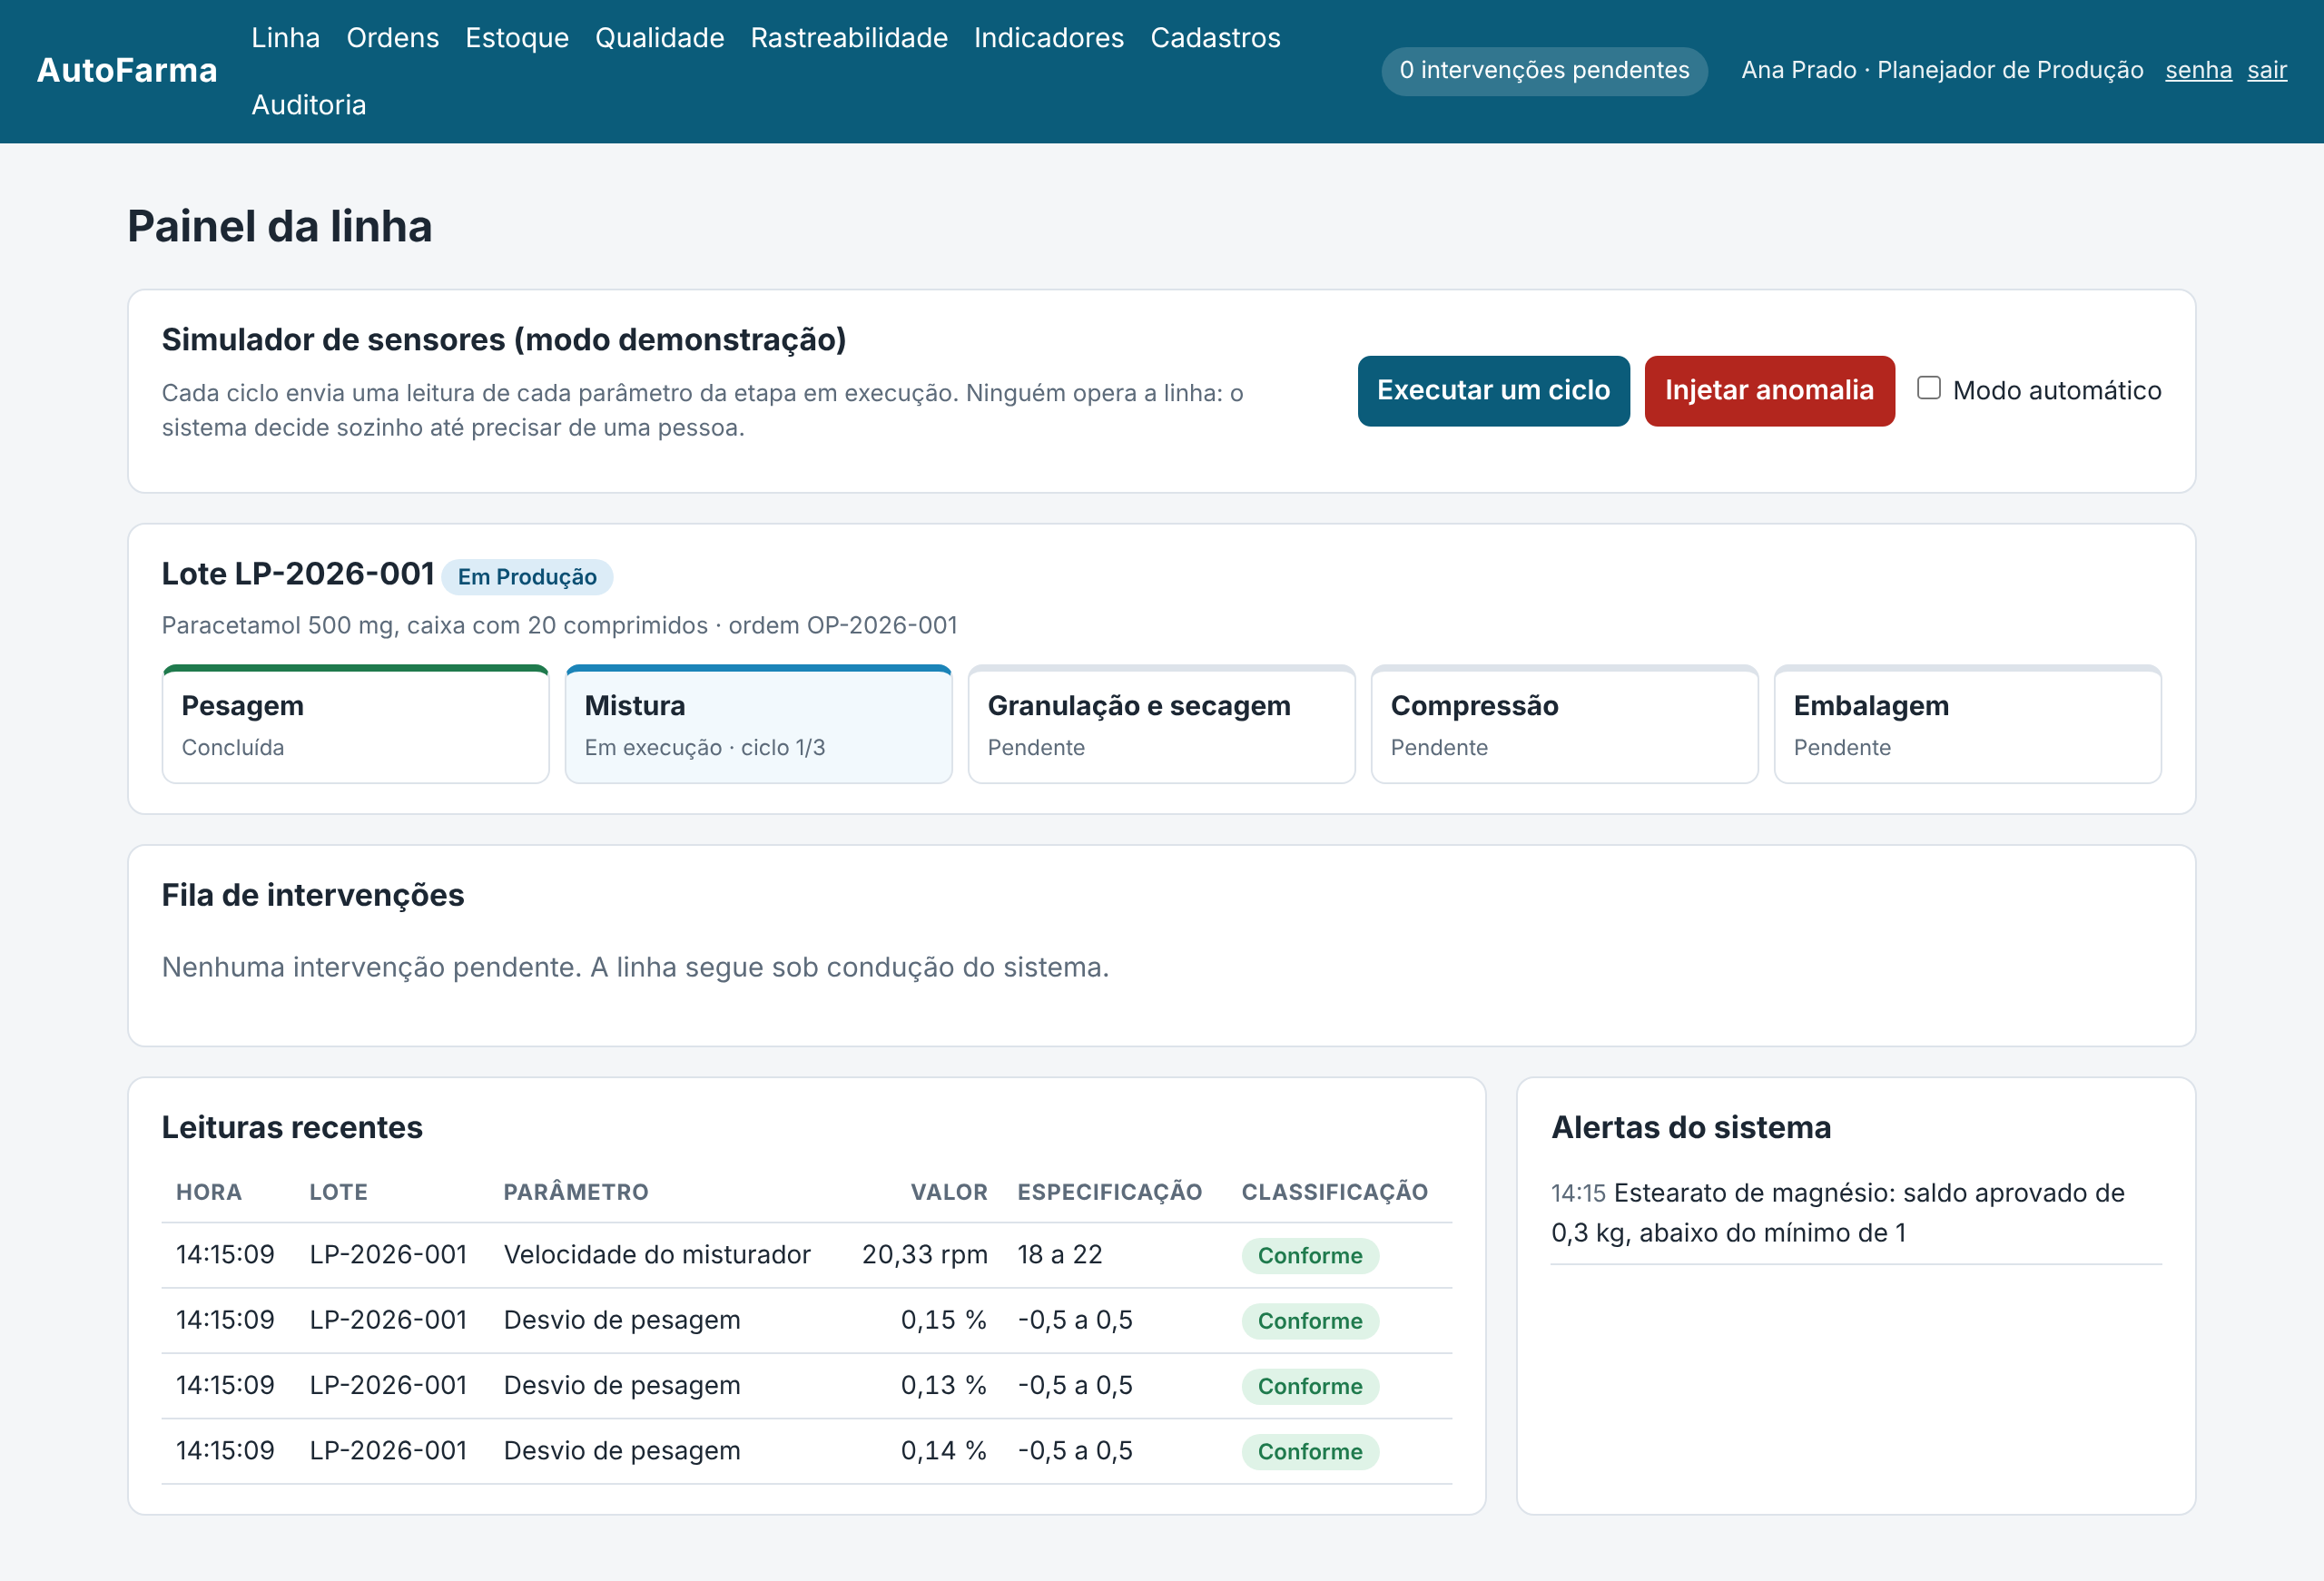 AutoFarma
Linha Ordens Estoque Qualidade Rastreabilidade Indicadores Cadastros
Auditoria
0 intervenções pendentes
Ana Prado · Planejador de Produção senha sair
Painel da linha
Simulador de sensores (modo demonstração)
Cada ciclo envia uma leitura de cada parâmetro da etapa em execução. Ninguém opera a linha: o
sistema decide sozinho até precisar de uma pessoa.
Executar um ciclo Injetar anomalia Modo automático
Lote LP-2026-001 Em Produção
Paracetamol 500 mg, caixa com 20 comprimidos · ordem OP-2026-001
Pesagem
Concluída
Mistura
Em execução · ciclo 1/3
Granulação e secagem
Pendente
Compressão
Pendente
Embalagem
Pendente
Fila de intervenções
Nenhuma intervenção pendente. A linha segue sob condução do sistema.
Leituras recentes
HORA LOTE PARÂMETRO VALOR ESPECIFICAÇÃO CLASSIFICAÇÃO
14:15:09 LP-2026-001 Velocidade do misturador 20,33 rpm 18 a 22 Conforme
14:15:09 LP-2026-001 Desvio de pesagem 0,15 % -0,5 a 0,5 Conforme
14:15:09 LP-2026-001 Desvio de pesagem 0,13 % -0,5 a 0,5 Conforme
14:15:09 LP-2026-001 Desvio de pesagem 0,14 % -0,5 a 0,5 Conforme
Alertas do sistema
14:15 Estearato de magnésio: saldo aprovado de
0,3 kg, abaixo do mínimo de 1